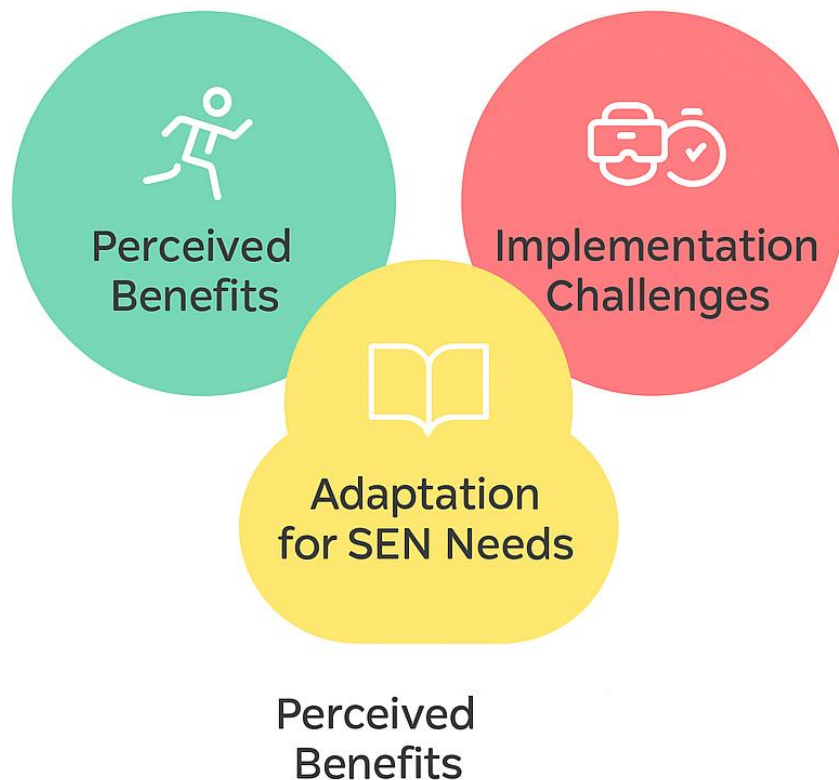 Perceived
Benefits
Implementation
Challenges
Adaptation
for SEN Needs
Perceived
Benefits